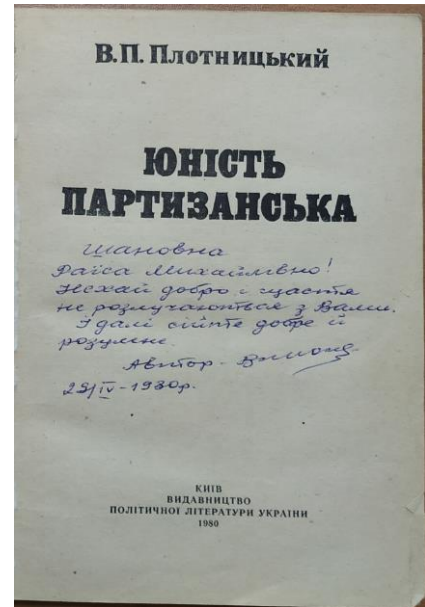 В.П. Плотницький
ЮНІСТЬ
ПАРТИЗАНСЬКА
Шановна
Раїса Михайлівно!
Нехай добро і щастя
не розлучаються з Вами.
І далі сійте добре й
розумне.
Автор -
29/IV-1980р.
КИЇВ
ВИДАВНИЦТВО
ПОЛІТИЧНОЇ ЛІТЕРАТУРИ УКРАЇНИ
1980